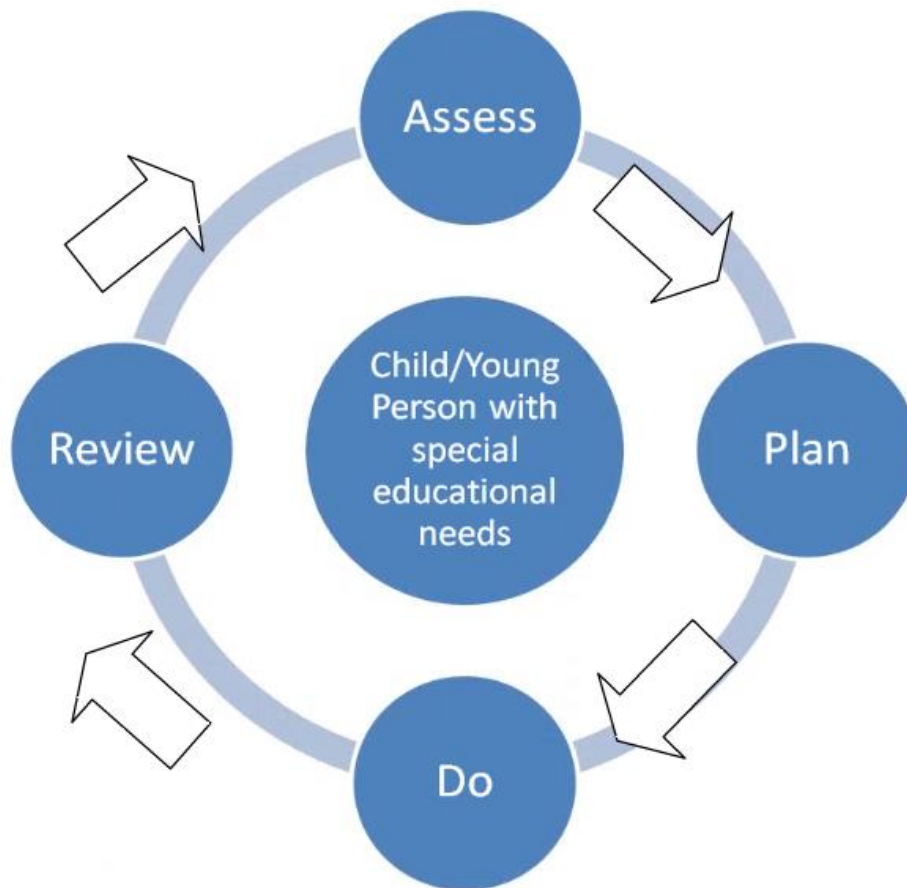 Assess
Child/Young
Person with
special
educational
needs
Review
Plan
Do